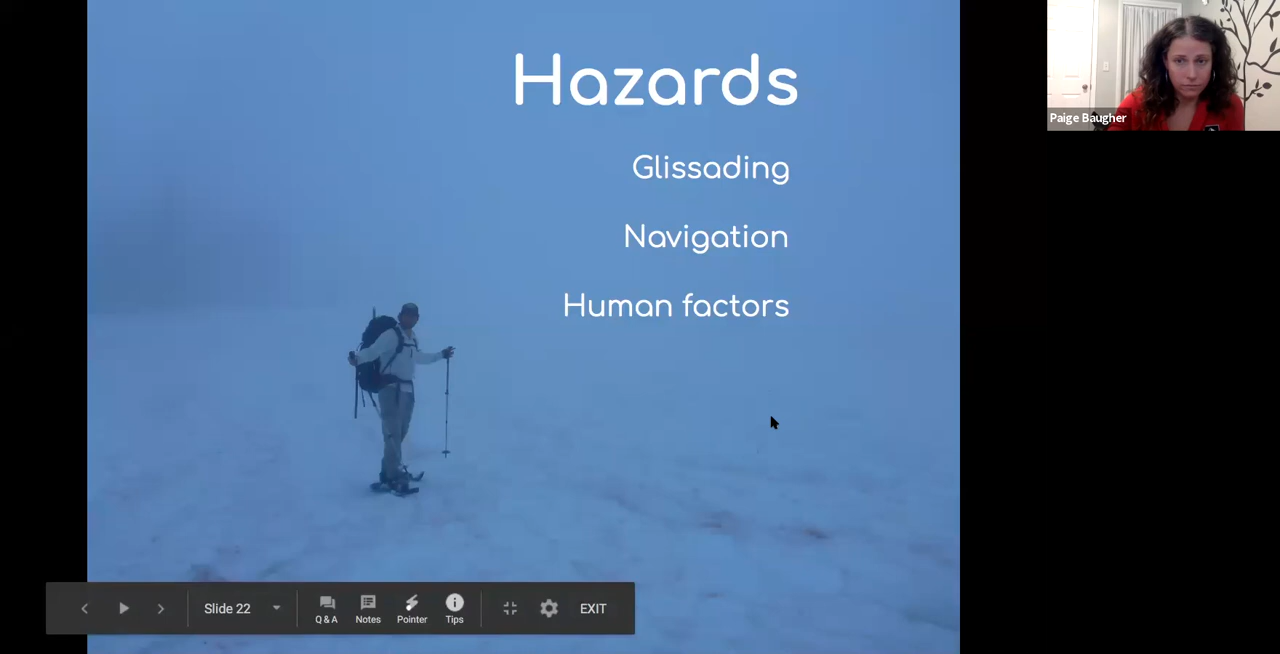 Hazards
Glissading
Navigation
Human factors
Paige Baugher
Slide 22
Q & A
Notes
Pointer
Tips
EXIT